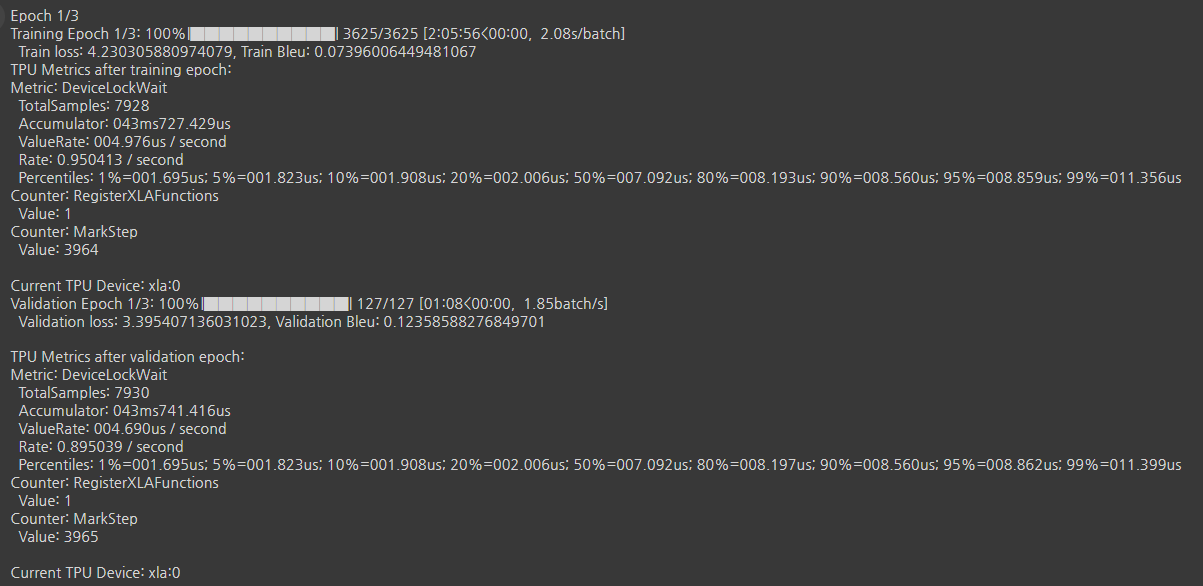 Epoch 1/3
Training Epoch 1/3: 100%|██████████| 3625/3625 [2:05:56<00:00, 2.08s/batch]
Train loss: 4.230305880974079, Train Bleu: 0.07396006449481067
TPU Metrics after training epoch:
Metric: DeviceLockWait
TotalSamples: 7928
Accumulator: 043ms727.429us
ValueRate: 004.976us / second
Rate: 0.950413 / second
Percentiles: 1%=001.695us; 5%=001.823us; 10%=001.908us; 20%=002.006us; 50%=007.092us; 80%=008.193us; 90%=008.560us; 95%=008.859us; 99%=011.356us
Counter: RegisterXLAFunctions
Value: 1
Counter: MarkStep
Value: 3964
Current TPU Device: xla:0
Validation Epoch 1/3: 100%|██████████| 127/127 [01:08<00:00, 1.85batch/s]
Validation loss: 3.395407136031023, Validation Bleu: 0.12358588276849701
TPU Metrics after validation epoch:
Metric: DeviceLockWait
TotalSamples: 7930
Accumulator: 043ms741.416us
ValueRate: 004.690us / second
Rate: 0.895039 / second
Percentiles: 1%=001.695us; 5%=001.823us; 10%=001.908us; 20%=002.006us; 50%=007.092us; 80%=008.197us; 90%=008.560us; 95%=008.862us; 99%=011.399us
Counter: RegisterXLAFunctions
Value: 1
Counter: MarkStep
Value: 3965
Current TPU Device: xla:0